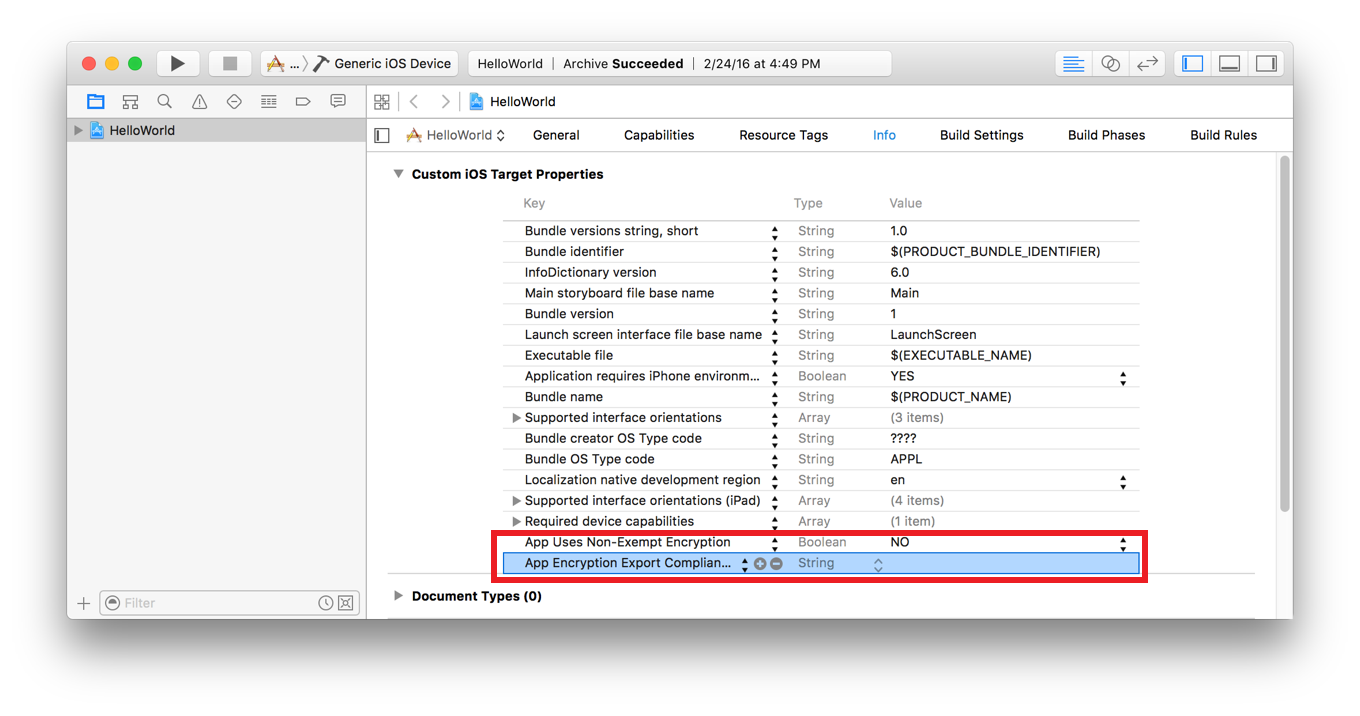 ... Generic iOS Device HelloWorld | Archive Succeeded | 2/24/16 at 4:49 PM
HelloWorld
HelloWorld
HelloWorld General Capabilities Resource Tags Info Build Settings Build Phases Build Rules
Custom iOS Target Properties
Key Type Value
Bundle versions string, short String 1.0
Bundle identifier String $(PRODUCT_BUNDLE_IDENTIFIER)
InfoDictionary version String 6.0
Main storyboard file base name String Main
Bundle version String 1
Launch screen interface file base name String LaunchScreen
Executable file String $(EXECUTABLE_NAME)
Application requires iPhone environm... Boolean YES
Bundle name String $(PRODUCT_NAME)
Supported interface orientations Array (3 items)
Bundle creator OS Type code String ????
Bundle OS Type code String APPL
Localization native development region String en
Supported interface orientations (iPad) Array (4 items)
Required device capabilities Array (1 item)
App Uses Non-Exempt Encryption Boolean NO
App Encryption Export Complian... String
Document Types (0)
Filter